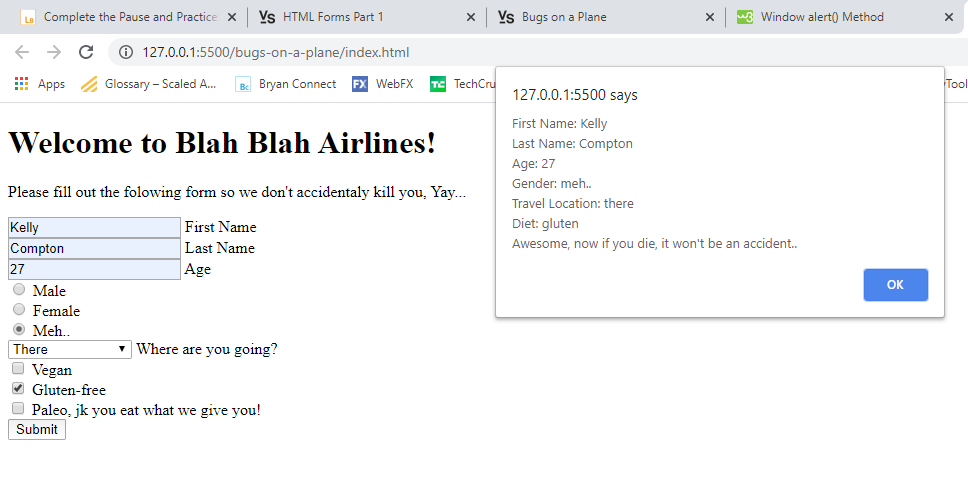 Complete the Pause and Practice
HTML Forms Part 1
Bugs on a Plane
Window alert() Method
127.0.0.1:5500/bugs-on-a-plane/index.html
Apps
Glossary – Scaled A...
Bc
Bryan Connect
FX
WebFX
TC
TechCru
yTool
Welcome to Blah Blah Airlines!
Please fill out the folowing form so we don't accidentaly kill you, Yay...
Kelly First Name
Compton Last Name
27 Age
Male
Female
Meh..
There Where are you going?
Vegan
Gluten-free
Paleo, jk you eat what we give you!
Submit
127.0.0.1:5500 says
First Name: Kelly
Last Name: Compton
Age: 27
Gender: meh..
Travel Location: there
Diet: gluten
Awesome, now if you die, it won't be an accident..
OK